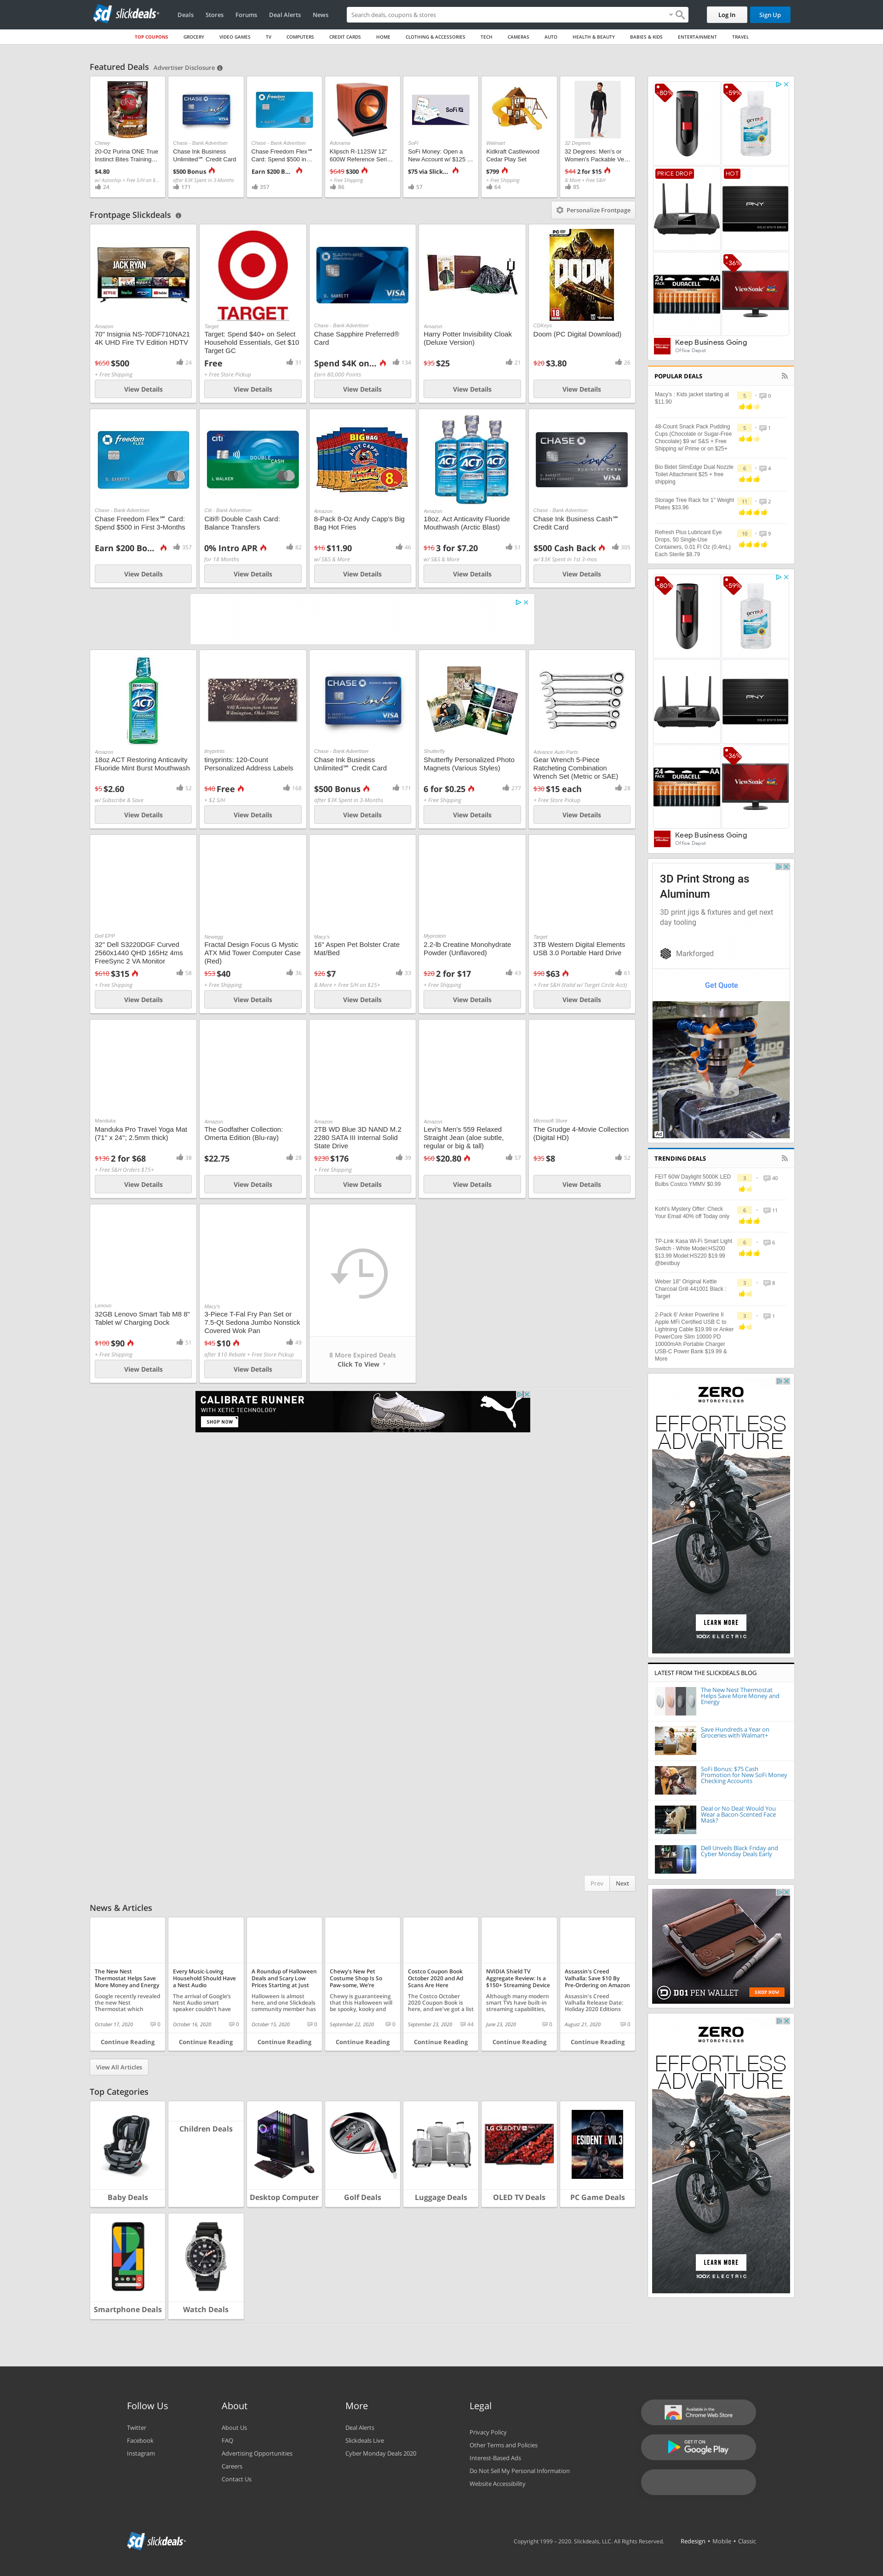 slickdeals
Deals Stores Forums Deal Alerts News
Search deals, coupons & stores
Log In
Sign Up
TOP COUPONS GROCERY VIDEO GAMES TV COMPUTERS CREDIT CARDS HOME CLOTHING & ACCESSORIES TECH CAMERAS AUTO HEALTH & BEAUTY BABIES & KIDS ENTERTAINMENT TRAVEL
Featured Deals Advertiser Disclosure
Chewy
20-Oz Purina ONE True
Instinct Bites Training...
$4.80
24
Chase - Bank Advertiser
Chase Ink Business
Unlimited℠ Credit Card
$500 Bonus
after $3K Spent in 3-Months
171
Chase - Bank Advertiser
Chase Freedom Flex℠
Card: Spend $500 in...
Earn $200 B...
357
Adorama
Klipsch R-112SW 12"
600W Reference Seri...
$649 $300
+ Free Shipping
86
SoFi
SoFi Money: Open a
New Account w/ $125 ...
$75 via Slick...
57
Walmart
Kidkraft Castlewood
Cedar Play Set
$799
+ Free Shipping
64
32 Degrees
32 Degrees: Men's or
Women's Packable Ve...
$44 2 for $15
& More + Free S&H
85
Frontpage Slickdeals
Personalize Frontpage
Amazon
70" Insignia NS-70DF710NA21
4K UHD Fire TV Edition HDTV
$650 $500
24
+ Free Shipping
View Details
TARGET
Target
Target: Spend $40+ on Select
Household Essentials, Get $10
Target GC
Free
31
+ Free Store Pickup
View Details
Chase - Bank Advertiser
Chase Sapphire Preferred®
Card
Spend $4K on...
134
Earn 80,000 Points
View Details
Amazon
Harry Potter Invisibility Cloak
(Deluxe Version)
$35 $25
21
View Details
DOOM
CDKeys
Doom (PC Digital Download)
$20 $3.80
26
View Details
Chase - Bank Advertiser
Chase Freedom Flex℠ Card:
Spend $500 in First 3-Months
Earn $200 Bo...
357
View Details
Citi - Bank Advertiser
Citi® Double Cash Card:
Balance Transfers
0% Intro APR
82
for 18 Months
View Details
Amazon
8-Pack 8-Oz Andy Capp's Big
Bag Hot Fries
$16 $11.90
46
w/ S&S & More
View Details
Amazon
18oz. Act Anticavity Fluoride
Mouthwash (Arctic Blast)
$16 3 for $7.20
51
w/ S&S & More
View Details
Chase - Bank Advertiser
Chase Ink Business Cash℠
Credit Card
$500 Cash Back
305
w/ $3K Spent in 1st 3-mos
View Details
Amazon
18oz ACT Restoring Anticavity
Fluoride Mint Burst Mouthwash
$5 $2.60
52
w/ Subscribe & Save
View Details
tinyprints
tinyprints: 120-Count
Personalized Address Labels
$40 Free
168
+ $2 S/H
View Details
Chase - Bank Advertiser
Chase Ink Business
Unlimited℠ Credit Card
$500 Bonus
171
after $3K Spent in 3-Months
View Details
Shutterfly
Shutterfly Personalized Photo
Magnets (Various Styles)
6 for $0.25
277
+ Free Shipping
View Details
Advance Auto Parts
Gear Wrench 5-Piece
Ratcheting Combination
Wrench Set (Metric or SAE)
$30 $15 each
28
+ Free Store Pickup
View Details
Dell EPP
32" Dell S3220DGF Curved
2560x1440 QHD 165Hz 4ms
FreeSync 2 VA Monitor
$610 $315
58
+ Free Shipping
View Details
Newegg
Fractal Design Focus G Mystic
ATX Mid Tower Computer Case
(Red)
$53 $40
36
+ Free Shipping
View Details
Macy's
16" Aspen Pet Bolster Crate
Mat/Bed
$26 $7
33
& More + Free S/H on $25+
View Details
Myprotein
2.2-lb Creatine Monohydrate
Powder (Unflavored)
$20 2 for $17
43
+ Free Shipping
View Details
Target
3TB Western Digital Elements
USB 3.0 Portable Hard Drive
$90 $63
61
+ Free S&H (Valid w/ Target Circle Acct)
View Details
Manduka
Manduka Pro Travel Yoga Mat
(71" x 24"; 2.5mm thick)
$136 2 for $68
38
+ Free S&H Orders $75+
View Details
Amazon
The Godfather Collection:
Omerta Edition (Blu-ray)
$22.75
28
View Details
Amazon
2TB WD Blue 3D NAND M.2
2280 SATA III Internal Solid
State Drive
$230 $176
39
+ Free Shipping
View Details
Amazon
Levi's Men's 559 Relaxed
Straight Jean (aloe subtle,
regular or big & tall)
$60 $20.80
57
View Details
Microsoft Store
The Grudge 4-Movie Collection
(Digital HD)
$35 $8
52
View Details
Lenovo
32GB Lenovo Smart Tab M8 8"
Tablet w/ Charging Dock
$100 $90
51
+ Free Shipping
View Details
Macy's
3-Piece T-Fal Fry Pan Set or
7.5-Qt Sedona Jumbo Nonstick
Covered Wok Pan
$45 $10
49
after $10 Rebate + Free Store Pickup
View Details
8 More Expired Deals
Click To View
CALIBRATE RUNNER
WITH XETIC TECHNOLOGY
SHOP NOW
Prev Next
News & Articles
The New Nest
Thermostat Helps Save
More Money and Energy
Google recently revealed
the new Nest
Thermostat which
October 17, 2020 0
Continue Reading
Every Music-Loving
Household Should Have
a Nest Audio
The arrival of Google's
Nest Audio smart
speaker couldn't have
October 16, 2020 0
Continue Reading
A Roundup of Halloween
Deals and Scary Low
Prices Starting at Just
Halloween is almost
here, and one Slickdeals
community member has
October 15, 2020 0
Continue Reading
Chewy's New Pet
Costume Shop Is So
Paw-some, We're
Chewy is guaranteeing
that this Halloween will
be spooky, kooky and
September 22, 2020 0
Continue Reading
Costco Coupon Book
October 2020 and Ad
Scans Are Here
The Costco October
2020 Coupon Book is
here, and we've got a list
September 23, 2020 44
Continue Reading
NVIDIA Shield TV
Aggregate Review: Is a
$150+ Streaming Device
Although many modern
smart TVs have built-in
streaming capabilities,
June 23, 2020 0
Continue Reading
Assassin's Creed
Valhalla: Save $10 By
Pre-Ordering on Amazon
Assassin's Creed
Valhalla Release Date:
Holiday 2020 Editions
August 21, 2020 0
Continue Reading
View All Articles
Top Categories
Baby Deals
Children Deals
Desktop Computer
Golf Deals
Luggage Deals
OLED TV Deals
PC Game Deals
Smartphone Deals
Watch Deals
-80%
-59%
PRICE DROP
HOT
PNY
24 PACK DURACELL AA
-36%
ViewSonic
Keep Business Going
Office Depot
POPULAR DEALS
Macy's : Kids jacket starting at
$11.90
5 0
48-Count Snack Pack Pudding
Cups (Chocolate or Sugar-Free
Chocolate) $9 w/ S&S + Free
Shipping w/ Prime or on $25+
5 1
Bio Bidet SlimEdge Dual Nozzle
Toilet Attachment $25 + free
shipping
6 4
Storage Tree Rack for 1" Weight
Plates $33.96
11 2
Refresh Plus Lubricant Eye
Drops, 50 Single-Use
Containers, 0.01 Fl Oz (0.4mL)
Each Sterile $8.79
10 9
-80%
-59%
PNY
24 PACK DURACELL AA
-36%
ViewSonic
Keep Business Going
Office Depot
3D Print Strong as
Aluminum
3D print jigs & fixtures and get next
day tooling
Markforged
Get Quote
Ad
TRENDING DEALS
FEIT 60W Daylight 5000K LED
Bulbs Costco YMMV $0.99
3 40
Kohl's Mystery Offer: Check
Your Email 40% off Today only
6 11
TP-Link Kasa Wi-Fi Smart Light
Switch - White Model:HS200
$13.99 Model:HS220 $19.99
@bestbuy
6 6
Weber 18" Original Kettle
Charcoal Grill 441001 Black :
Target
3 8
2-Pack 6' Anker Powerline II
Apple MFi Certified USB C to
Lightning Cable $19.99 or Anker
PowerCore Slim 10000 PD
10000mAh Portable Charger
USB-C Power Bank $19.99 &
More
3 1
ZERO
MOTORCYCLES
EFFORTLESS
ADVENTURE
LEARN MORE
100% ELECTRIC
LATEST FROM THE SLICKDEALS BLOG
The New Nest Thermostat
Helps Save More Money and
Energy
Save Hundreds a Year on
Groceries with Walmart+
SoFi Bonus: $75 Cash
Promotion for New SoFi Money
Checking Accounts
Deal or No Deal: Would You
Wear a Bacon-Scented Face
Mask?
Dell Unveils Black Friday and
Cyber Monday Deals Early
D01 PEN WALLET
SHOP NOW
ZERO
MOTORCYCLES
EFFORTLESS
ADVENTURE
LEARN MORE
100% ELECTRIC
Follow Us
Twitter
Facebook
Instagram
About
About Us
FAQ
Advertising Opportunities
Careers
Contact Us
More
Deal Alerts
Slickdeals Live
Cyber Monday Deals 2020
Legal
Privacy Policy
Other Terms and Policies
Interest-Based Ads
Do Not Sell My Personal Information
Website Accessibility
Available in the
Chrome Web Store
GET IT ON
Google Play
slickdeals
Copyright 1999 - 2020. Slickdeals, LLC. All Rights Reserved.
Redesign • Mobile • Classic